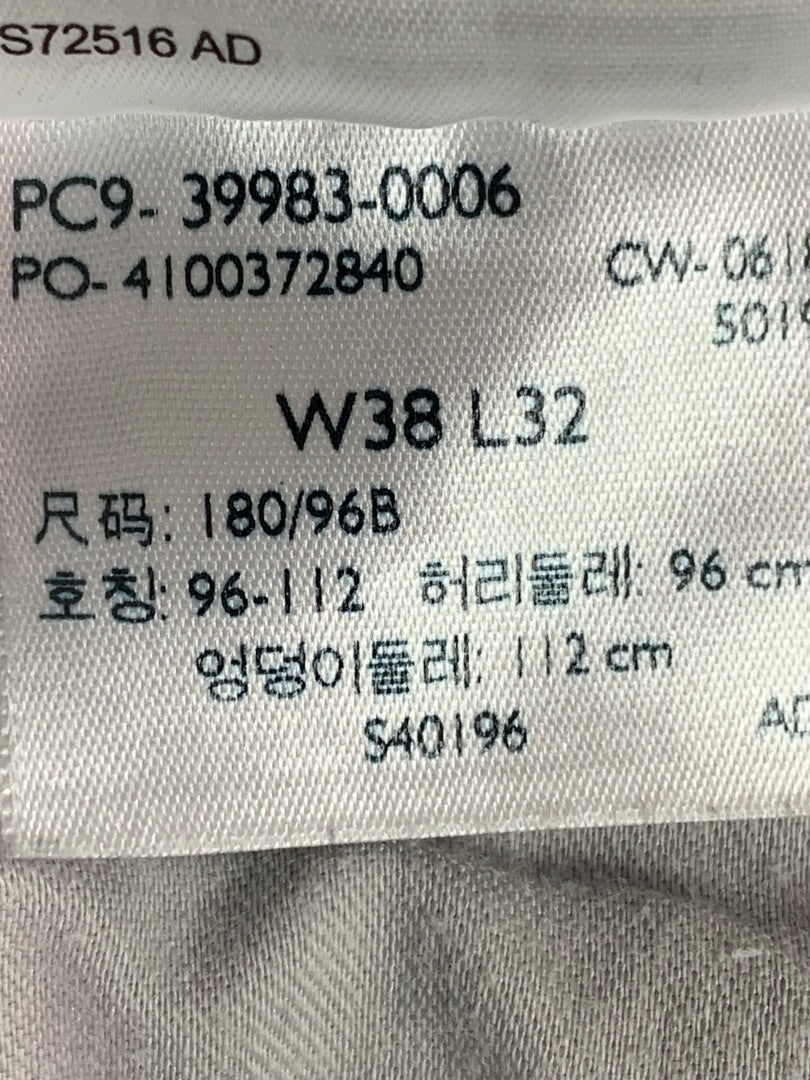 S72516 AD
PC9- 39983-0006
PO- 4100372840
W38 L32
尺码: 180/96B
호칭: 96-112 허리둘레: 96 cm
엉덩이둘레: 112 cm
S40196